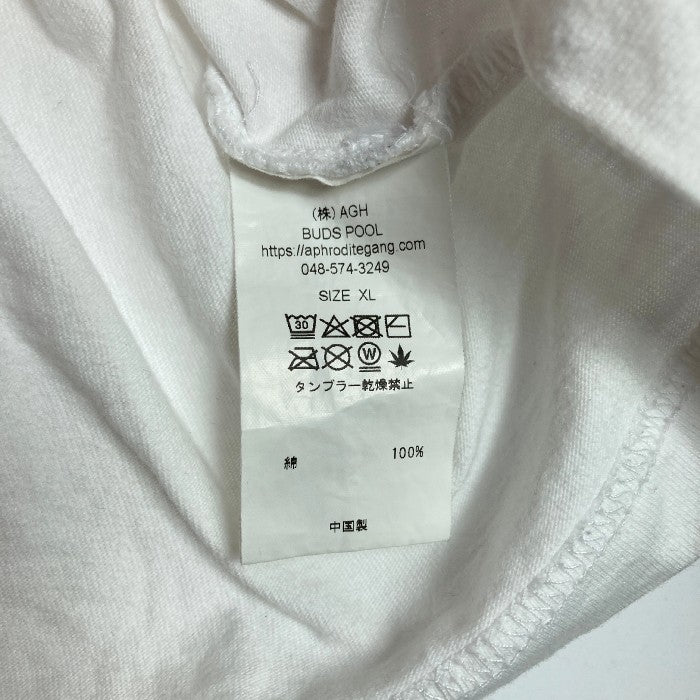 (株) AGH
BUDS POOL
https://aphroditegang.com
048-574-3249
SIZE XL
30
W
タンブラー乾燥禁止
綿 100%
中国製